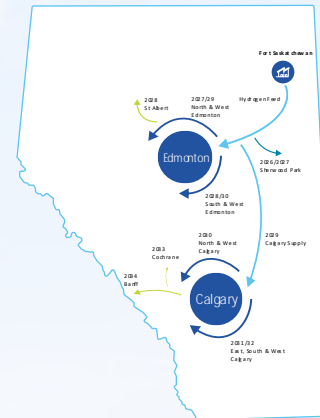 Fort Saskatchewan
Hydrogen Feed
2028
St Albert
2027/29
North & West
Edmonton
Edmonton
2026/2027
Sherwood Park
2028/30
South & West
Edmonton
2029
Calgary Supply
2030
North & West
Calgary
2033
Cochrane
2034
Banff
Calgary
2031/32
East, South & West
Calgary